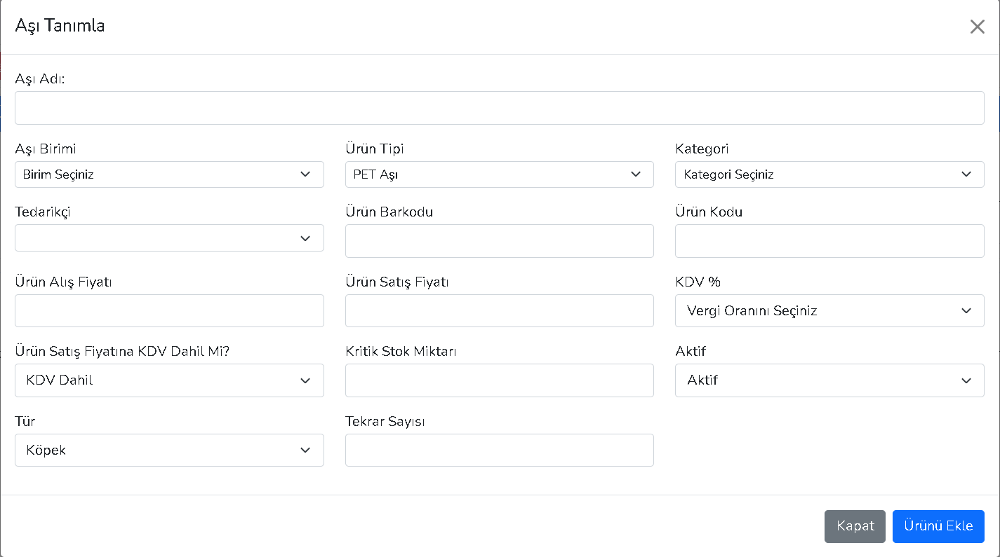 Aşı Tanımla
Aşı Adı:
Aşı Birimi Ürün Tipi Kategori
Birim Seçiniz PET Aşı Kategori Seçiniz
Tedarikçi Ürün Barkodu Ürün Kodu
Ürün Alış Fiyatı Ürün Satış Fiyatı KDV %
Vergi Oranını Seçiniz
Ürün Satış Fiyatına KDV Dahil Mi? Kritik Stok Miktarı Aktif
KDV Dahil Aktif
Tür Tekrar Sayısı
Köpek
Kapat Ürünü Ekle